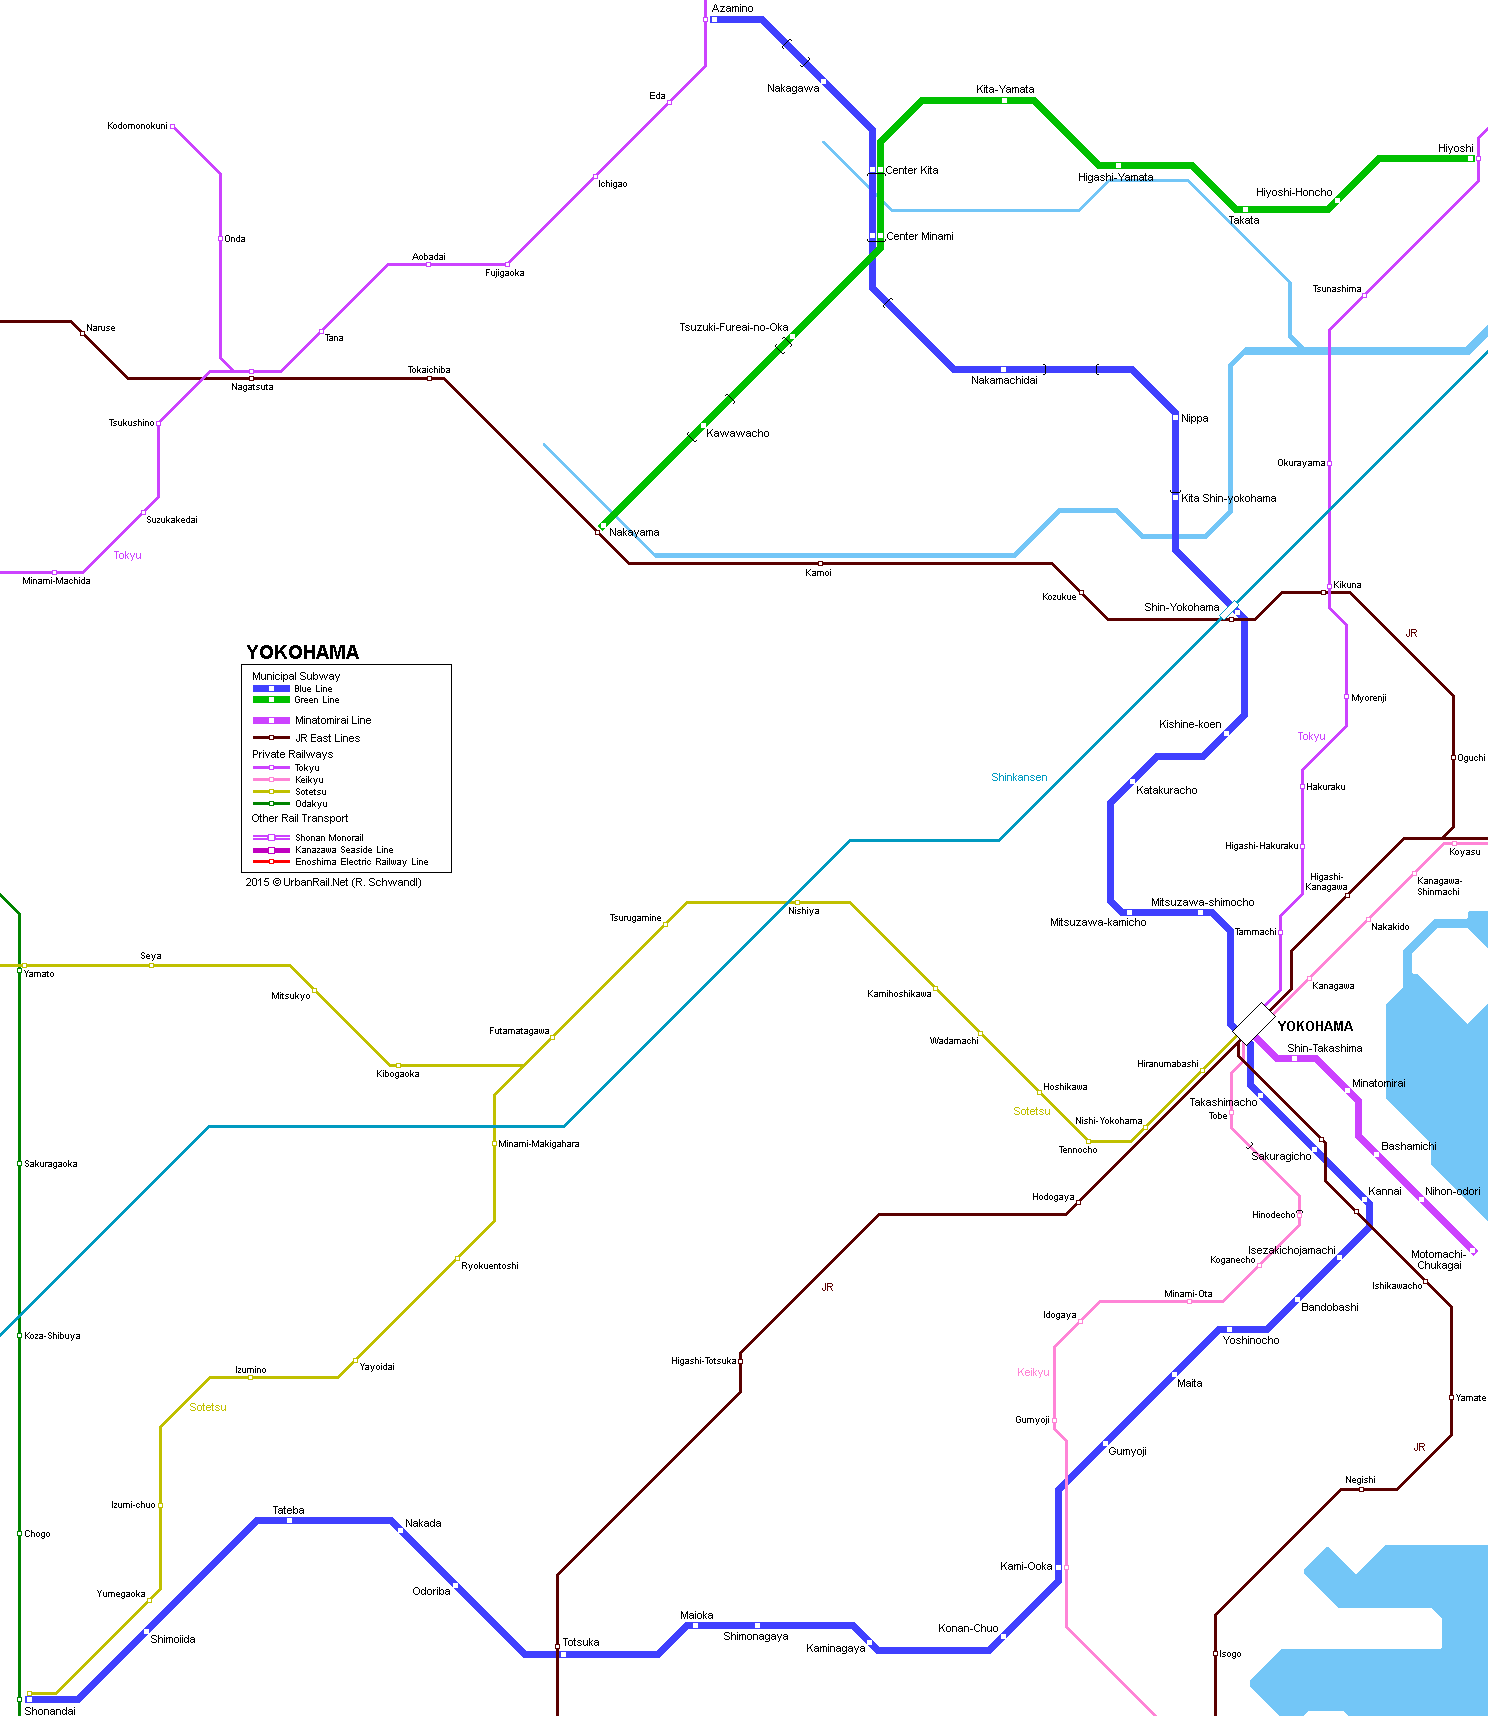 Azamino
Nakagawa
Kita-Yamata
Eda
Kodomonokuni
Hiyoshi
Center Kita
Higashi-Yamata
Ichigao
Hiyoshi-Honcho
Takata
Onda
Center Minami
Aobadai
Fujigaoka
Tsunashima
Naruse
Tsuzuki-Fureai-no-Oka
Tana
Tokaichiba
Nagatsuta
Nakamachidai
Tsukushino
Nippa
Kawawacho
Okurayama
Kita Shin-yokohama
Suzukakedai
Nakayama
Tokyu
Minami-Machida
Kamoi
Kikuna
Kozukue
Shin-Yokohama
JR
YOKOHAMA
Municipal Subway
Blue Line
Green Line
Minatomirai Line
JR East Lines
Private Railways
Tokyu
Keikyu
Sotetsu
Odakyu
Other Rail Transport
Shonan Monorail
Kanazawa Seaside Line
Enoshima Electric Railway Line
2015 © UrbanRail.Net (R. Schwandl)
Myorenji
Kishine-koen
Tokyu
Oguchi
Shinkansen
Katakuracho
Hakuraku
Higashi-Hakuraku
Koyasu
Higashi-
Kanagawa
Kanagawa-
Shinmachi
Mitsuzawa-shimocho
Nishiya
Tsurugamine
Mitsuzawa-kamicho
Nakakido
Tammachi
Seya
Yamato
Mitsukyo
Kamihoshikawa
Kanagawa
YOKOHAMA
Futamatagawa
Wadamachi
Shin-Takashima
Hiranumabashi
Kibogaoka
Minatomirai
Hoshikawa
Takashimacho
Sotetsu
Tobe
Nishi-Yokohama
Minami-Makigahara
Tennocho
Bashamichi
Sakuragicho
Sakuragaoka
Kannai
Nihon-odori
Hodogaya
Hinodecho
Isezakichojamachi
Koganecho
Motomachi-
Chukagai
Ryokuentoshi
Ishikawacho
JR
Minami-Ota
Bandobashi
Idogaya
Koza-Shibuya
Yoshinocho
Higashi-Totsuka
Yayoidai
Izumino
Keikyu
Maita
Yamate
Sotetsu
Gumyoji
Gumyoji
JR
Negishi
Izumi-chuo
Tateba
Nakada
Chogo
Kami-Ooka
Odoriba
Yumegaoka
Maioka
Konan-Chuo
Shimoiida
Totsuka
Shimonagaya
Kaminagaya
Isogo
Shonandai